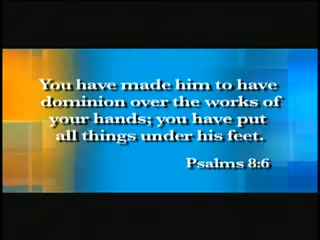 You have made him to have
dominion over the works of
your hands; you have put
all things under his feet.
Psalms 8:6